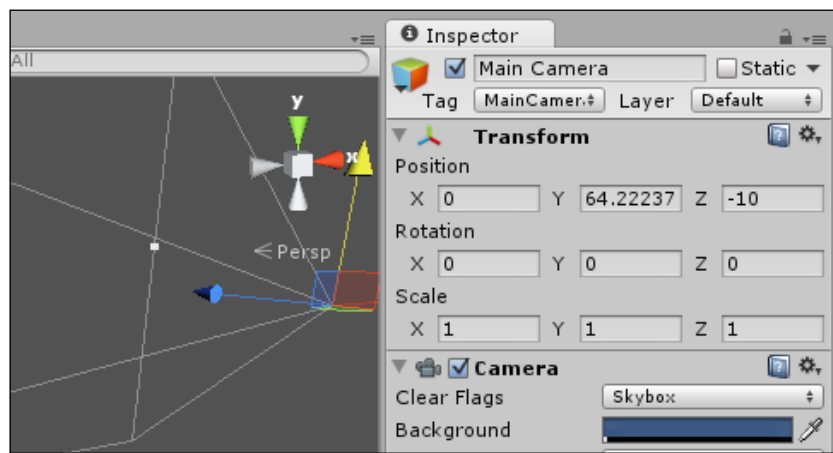 All
y
x
< Persp
Inspector
Main Camera
Static
Tag MainCamer Layer Default
Transform
Position
X 0 Y 64.22237 Z -10
Rotation
X 0 Y 0 Z 0
Scale
X 1 Y 1 Z 1
Camera
Clear Flags Skybox
Background